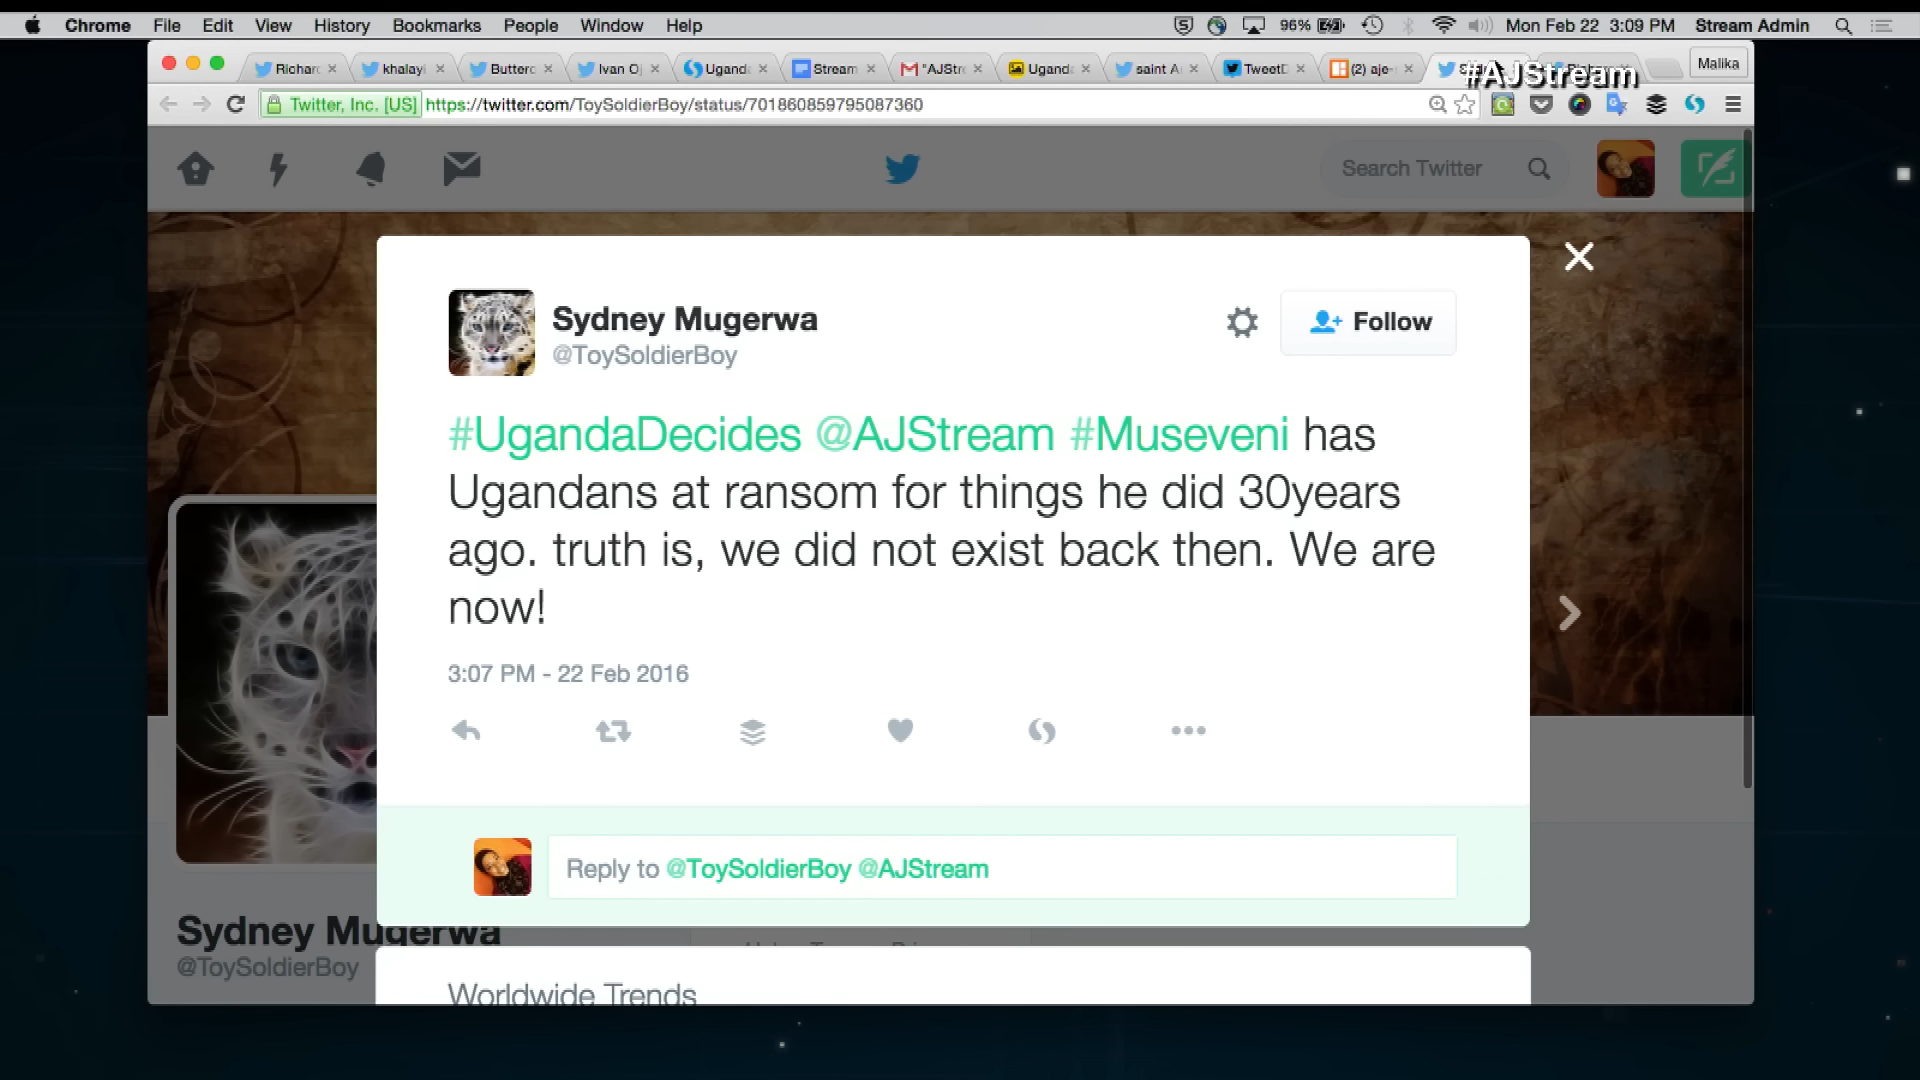 Chrome File Edit View History Bookmarks People Window Help 96% Mon Feb 22 3:09 PM Stream Admin
Richard khalayi Butterc Ivan Oj Uganda Stream "AJStre Uganda saint A TweetD (2) aje- Malika
#AJStream
Twitter, Inc. [US] https://twitter.com/ToySoldierBoy/status/701860859795087360
Search Twitter
Sydney Mugerwa
@ToySoldierBoy
Follow
#UgandaDecides @AJStream #Museveni has
Ugandans at ransom for things he did 30years
ago. truth is, we did not exist back then. We are
now!
3:07 PM - 22 Feb 2016
Reply to @ToySoldierBoy @AJStream
Sydney Mugerwa
@ToySoldierBoy
Worldwide Trends